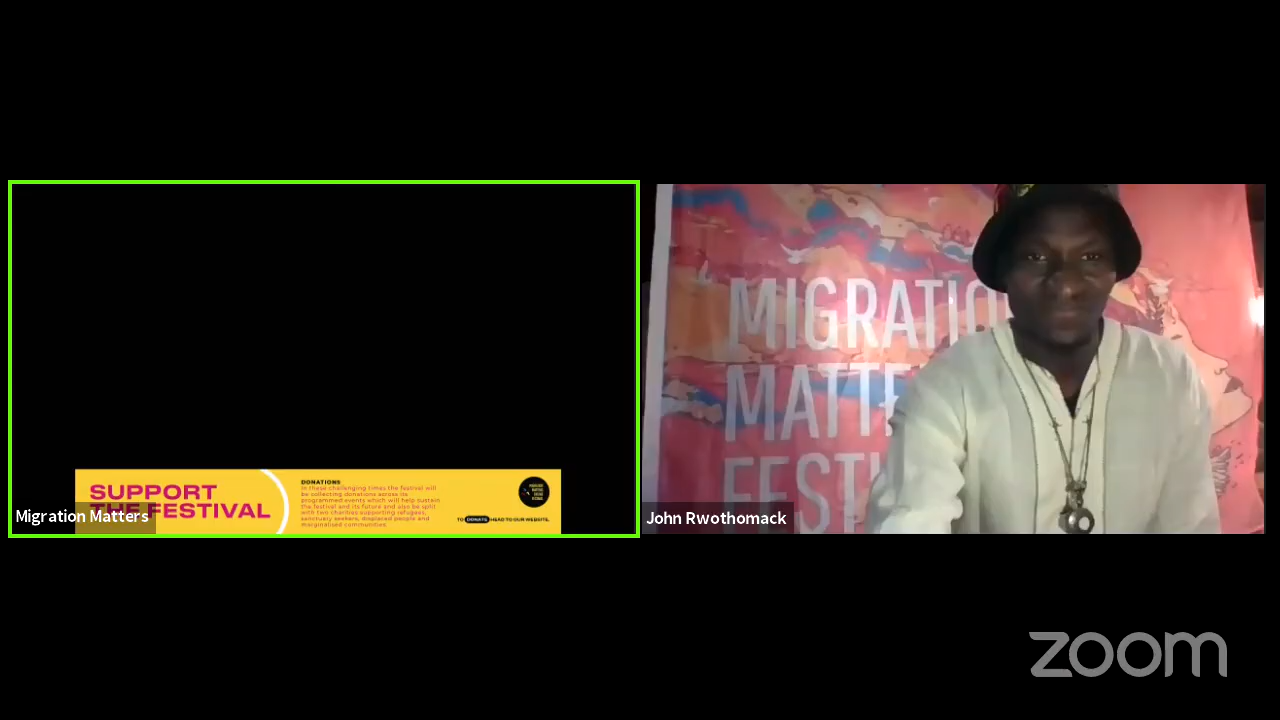 SUPPORT
THE FESTIVAL
DONATIONS
In these challenging times the festival will
be collecting donations across its
programmed events which will help sustain
the festival and its future and also be split
with two charities supporting refugees,
sanctuary seekers, displaced people and
marginalised communities
TO DONATE HEAD TO OUR WEBSITE.
Migration Matters
MIGRATIO
MATTE
FESTI
John Rwothomack
zoom